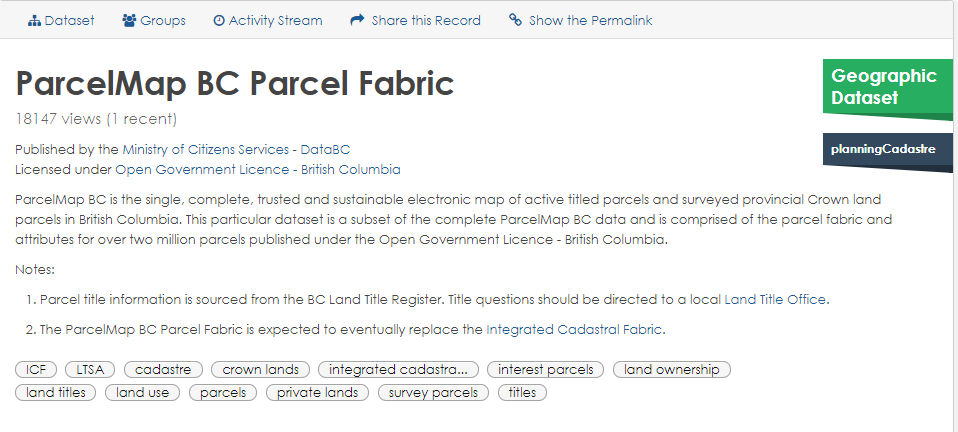 Dataset Groups Activity Stream Share this Record Show the Permalink
ParcelMap BC Parcel Fabric
Geographic
Dataset
18147 views (1 recent)
planningCadastre
Published by the Ministry of Citizens Services - DataBC
Licensed under Open Government Licence - British Columbia
ParcelMap BC is the single, complete, trusted and sustainable electronic map of active titled parcels and surveyed provincial Crown land
parcels in British Columbia. This particular dataset is a subset of the complete ParcelMap BC data and is comprised of the parcel fabric and
attributes for over two million parcels published under the Open Government Licence - British Columbia.
Notes:
1. Parcel title information is sourced from the BC Land Title Register. Title questions should be directed to a local Land Title Office.
2. The ParcelMap BC Parcel Fabric is expected to eventually replace the Integrated Cadastral Fabric.
ICF LTSA cadastre crown lands integrated cadastra... interest parcels land ownership
land titles land use parcels private lands survey parcels titles